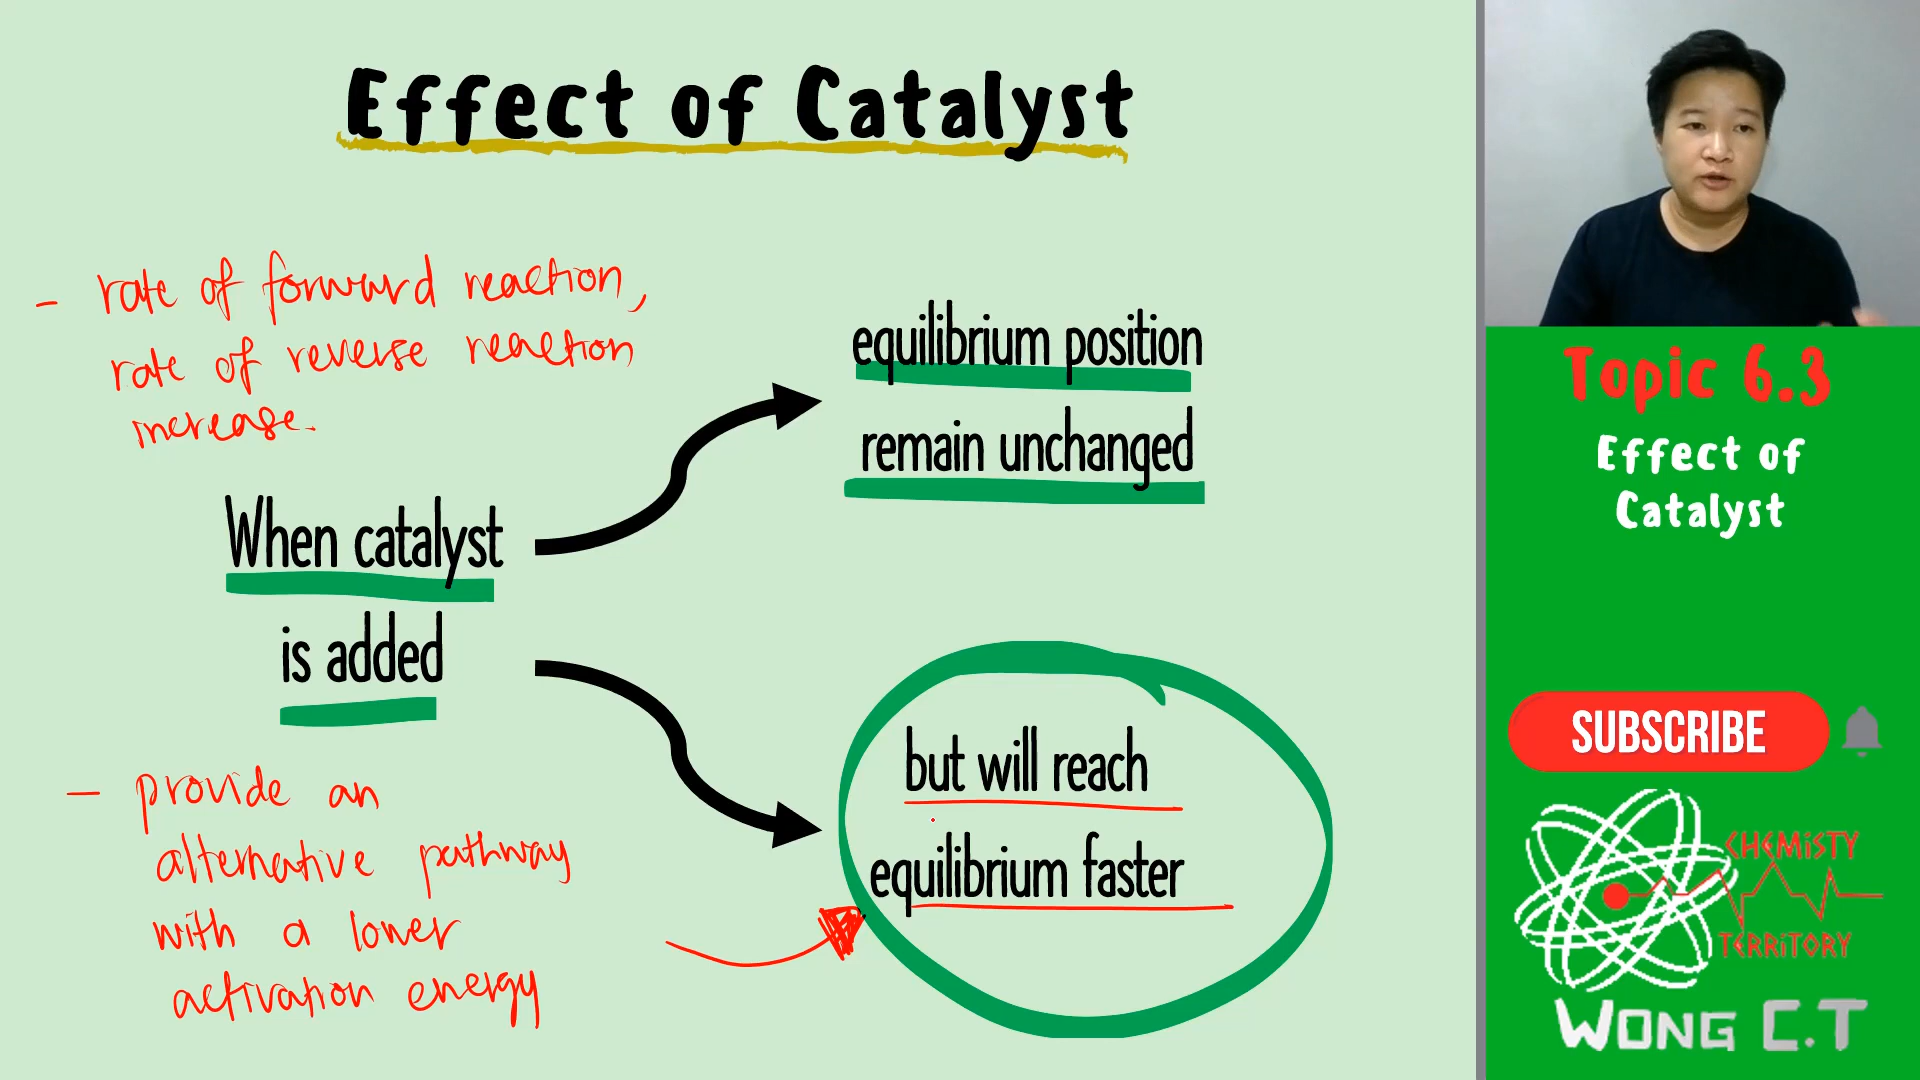 Effect of Catalyst
- rate of forward reaction,
rate of reverse reaction
increase.
When catalyst
is added
- provide an
alternative pathway
with a lower
activation energy
equilibrium position
remain unchanged
but will reach
equilibrium faster
Topic 6.3
Effect of
Catalyst
SUBSCRIBE
CHEMISTY
TERRITORY
WONG C.T